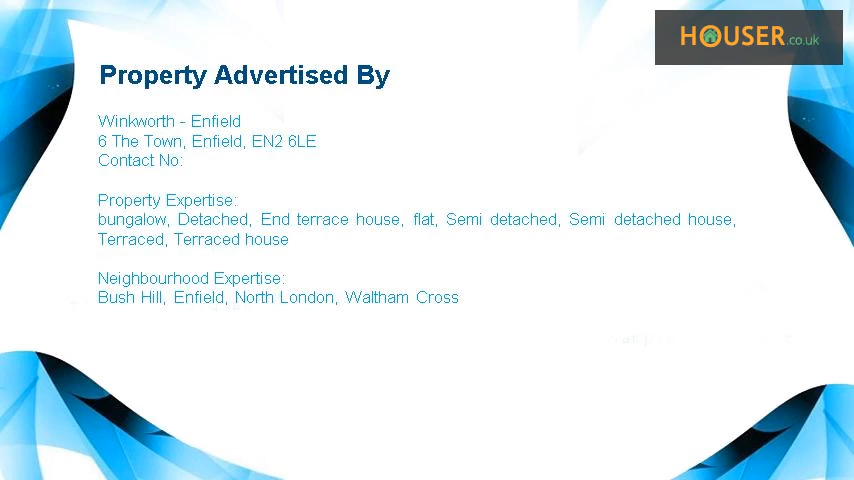 HOUSER.co.uk
Property Advertised By
Winkworth - Enfield
6 The Town, Enfield, EN2 6LE
Contact No:
Property Expertise:
bungalow, Detached, End terrace house, flat, Semi detached, Semi detached house,
Terraced, Terraced house
Neighbourhood Expertise:
Bush Hill, Enfield, North London, Waltham Cross